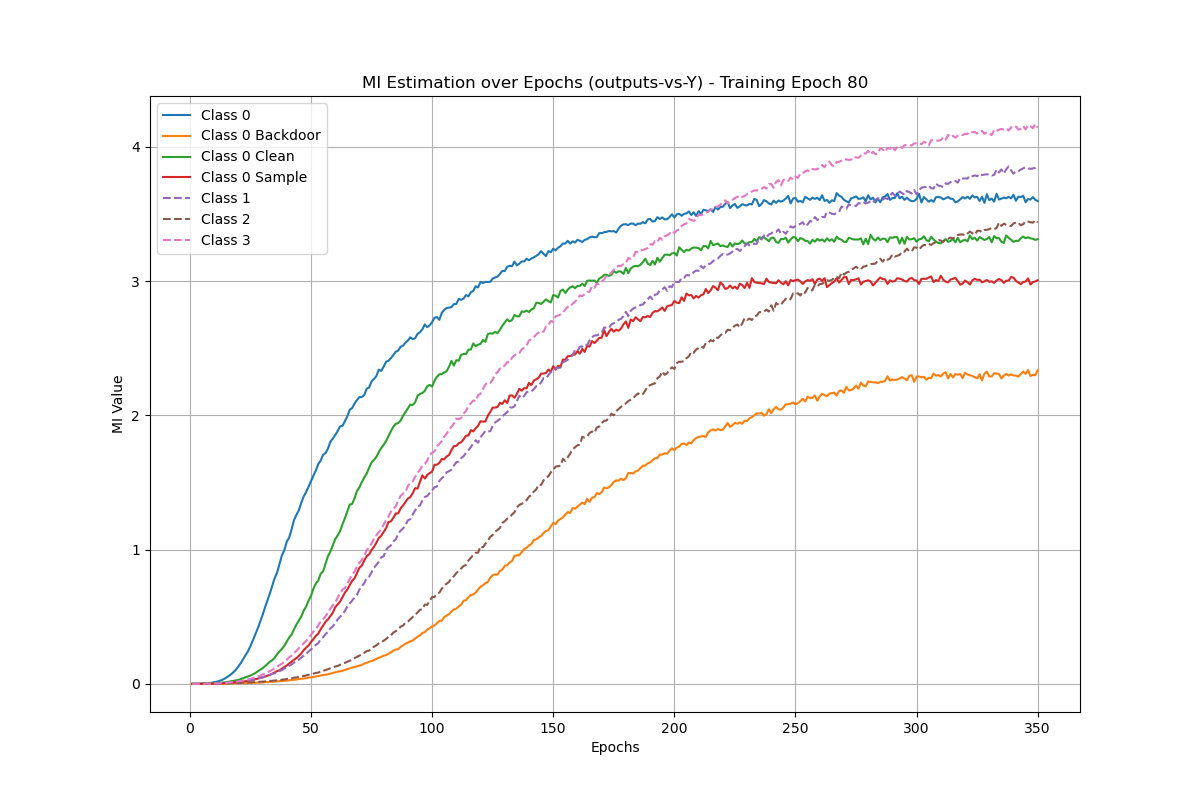 MI Estimation over Epochs (outputs-vs-Y) - Training Epoch 80
Class 0
Class 0 Backdoor
Class 0 Clean
Class 0 Sample
Class 1
Class 2
Class 3
4
3
2
1
0
MI Value
0 50 100 150 200 250 300 350
Epochs